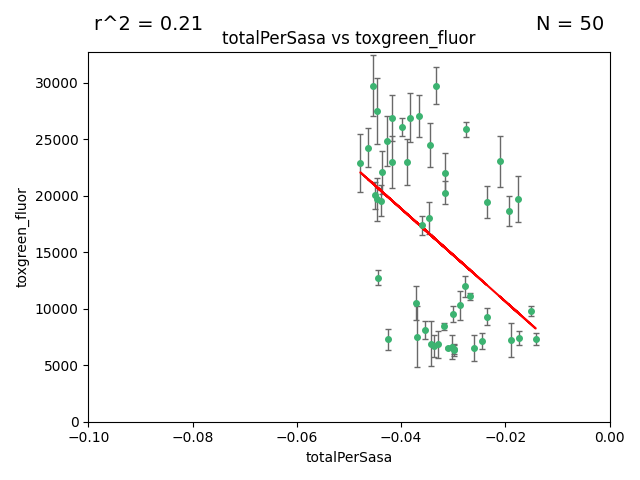 r^2 = 0.21
N = 50
totalPerSasa vs toxgreen_fluor
30000
25000
20000
15000
10000
5000
0
toxgreen_fluor
−0.10
−0.08
−0.06
−0.04
−0.02
0.00
totalPerSasa